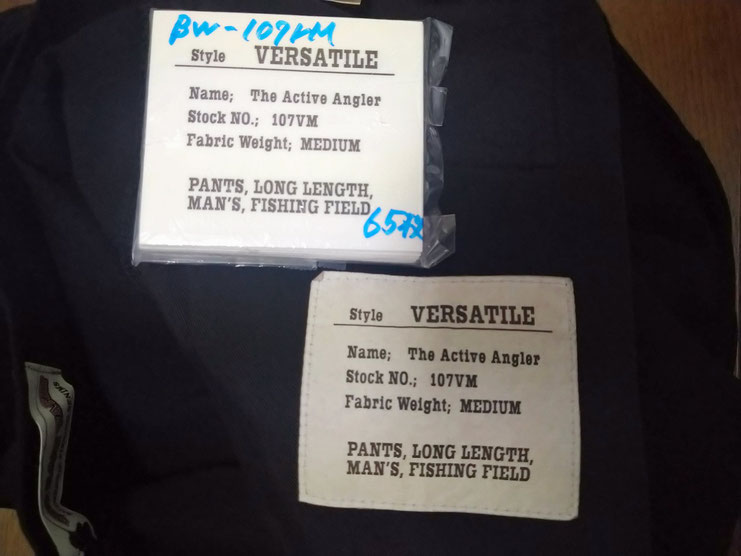 BW-107VM
Style VERSATILE
Name; The Active Angler
Stock NO.; 107VM
Fabric Weight; MEDIUM
PANTS, LONG LENGTH,
MAN'S, FISHING FIELD
Style VERSATILE
Name; The Active Angler
Stock NO.; 107VM
Fabric Weight; MEDIUM
PANTS, LONG LENGTH,
MAN'S, FISHING FIELD